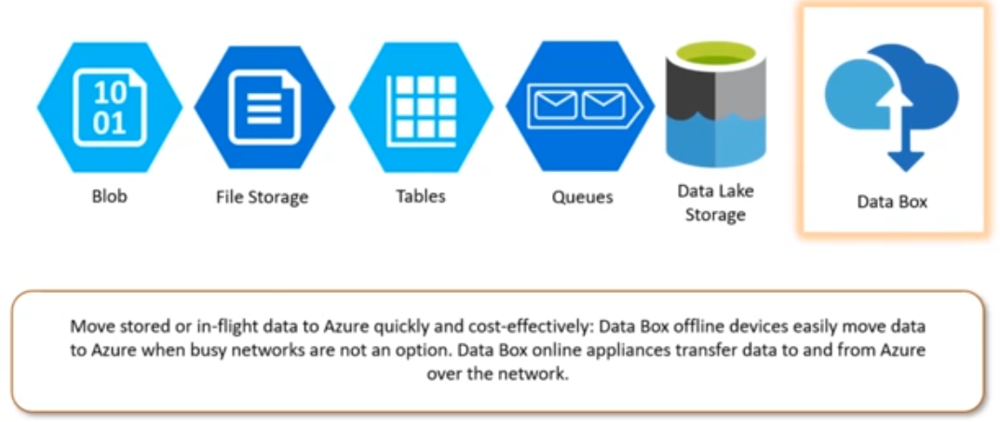 10
01
Blob
File Storage
Tables
Queues
Data Lake
Storage
Data Box
Move stored or in-flight data to Azure quickly and cost-effectively: Data Box offline devices easily move data
to Azure when busy networks are not an option. Data Box online appliances transfer data to and from Azure
over the network.